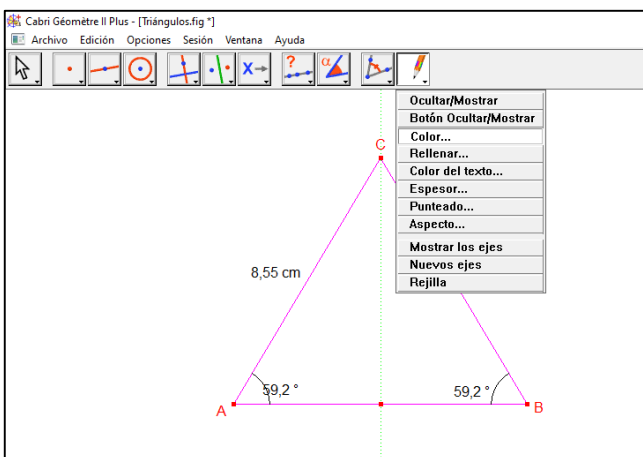 Cabri Géomètre II Plus - [Triángulos.fig *]
Archivo Edición Opciones Sesión Ventana Ayuda
?
α
X
Ocultar/Mostrar
Botón Ocultar/Mostrar
Color...
Rellenar...
Color del texto...
Espesor...
Punteado...
Aspecto...
Mostrar los ejes
Nuevos ejes
Rejilla
C
8,55 cm
59,2 °
59,2 °
A
B